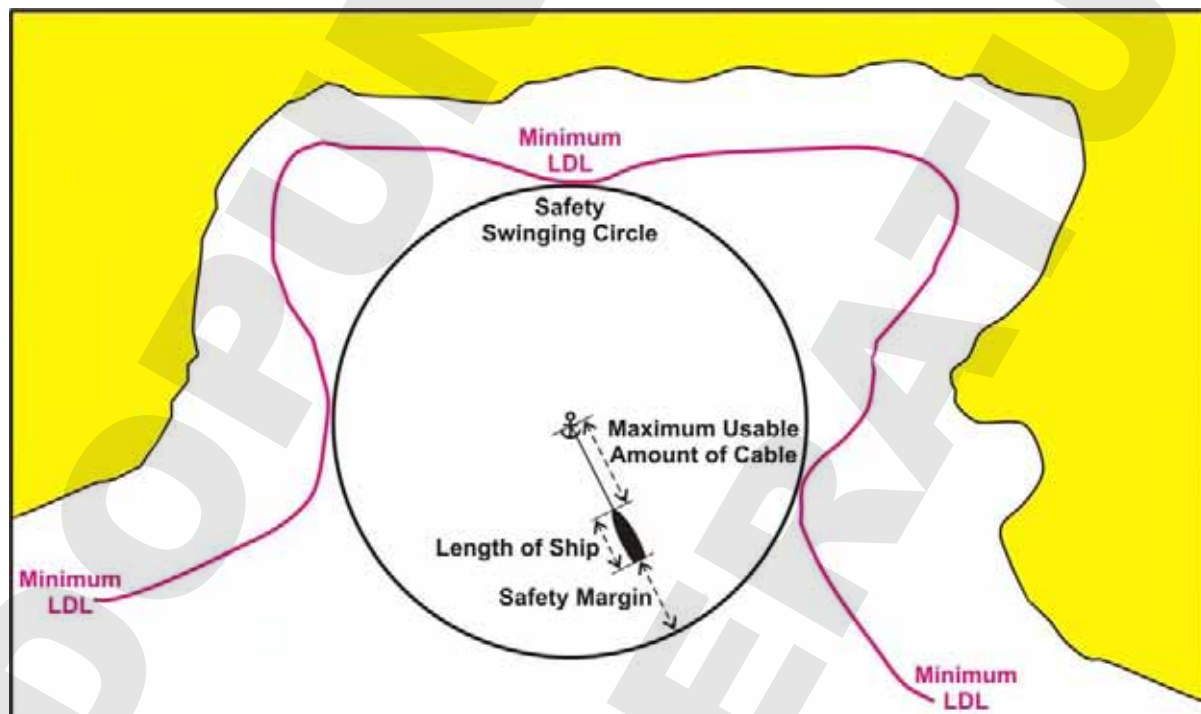 Minimum
LDL
Safety
Swinging Circle
Maximum Usable
Amount of Cable
Length of Ship
Safety Margin
Minimum
LDL
Minimum
LDL